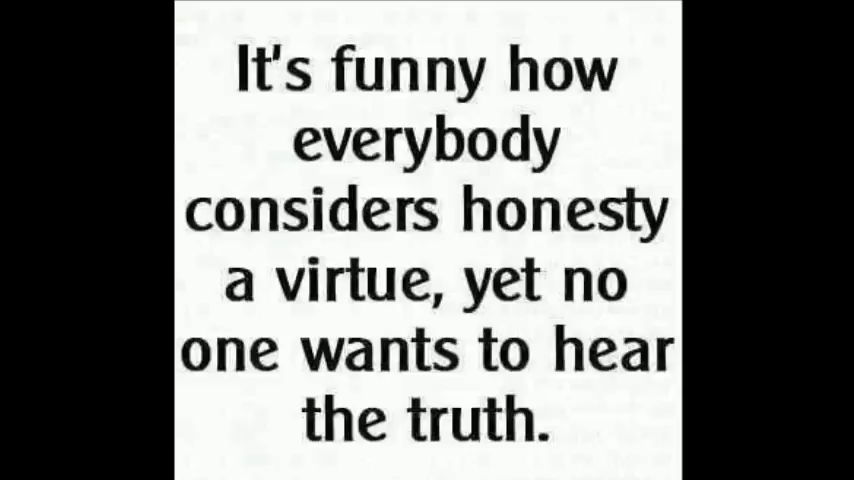 It's funny how
everybody
considers honesty
a virtue, yet no
one wants to hear
the truth.